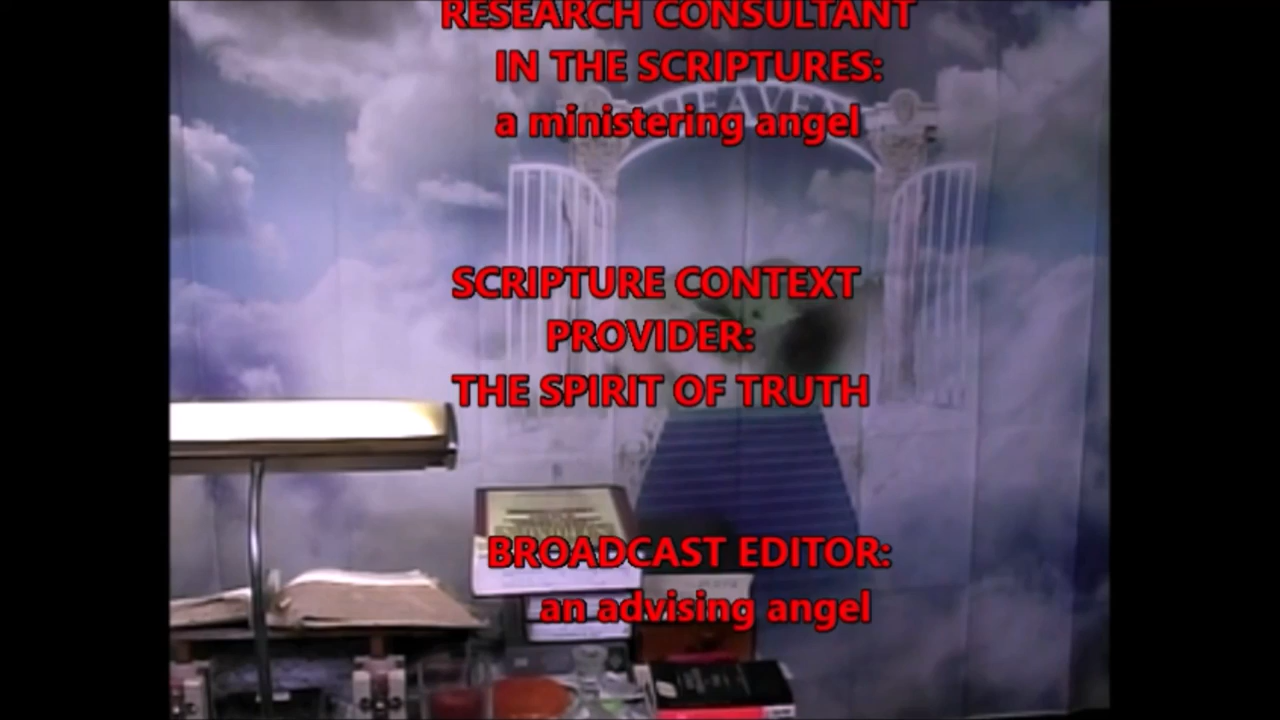 RESEARCH CONSULTANT
IN THE SCRIPTURES:
a ministering angel
HEAVEN
SCRIPTURE CONTEXT
PROVIDER:
THE SPIRIT OF TRUTH
BROADCAST EDITOR:
an advising angel